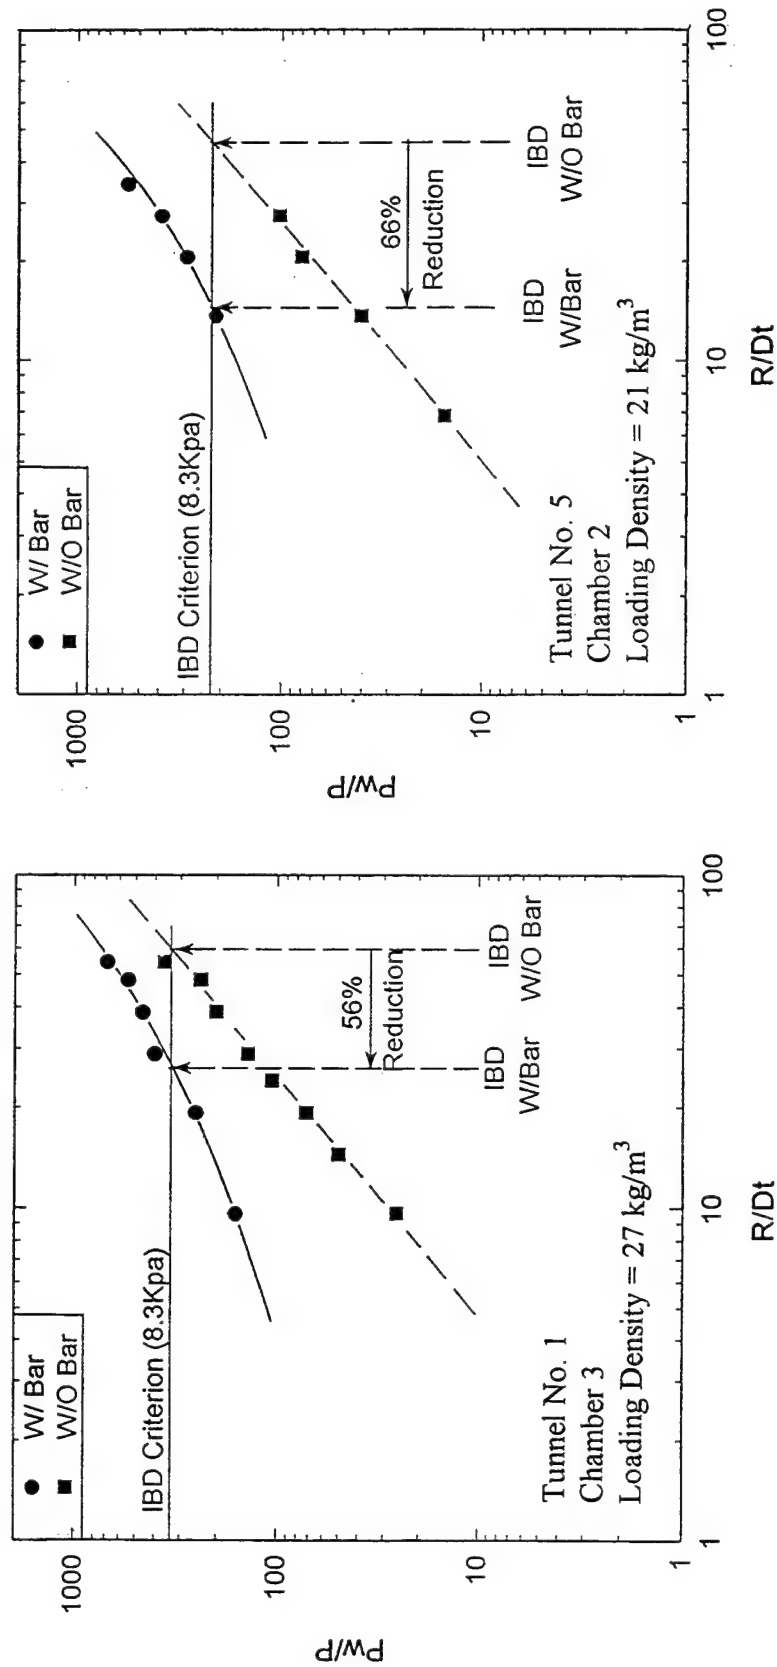 W/ Bar
W/O Bar
IBD Criterion (8.3Kpa)
1000
100
10
1
Pw/P
56%
Reduction
IBD
W/Bar
IBD
W/O Bar
Tunnel No. 1
Chamber 3
Loading Density = 27 kg/m³
1
10
100
R/Dt
W/ Bar
W/O Bar
IBD Criterion (8.3Kpa)
1000
100
10
1
Pw/P
66%
Reduction
IBD
W/Bar
IBD
W/O Bar
Tunnel No. 5
Chamber 2
Loading Density = 21 kg/m³
1
10
100
R/Dt